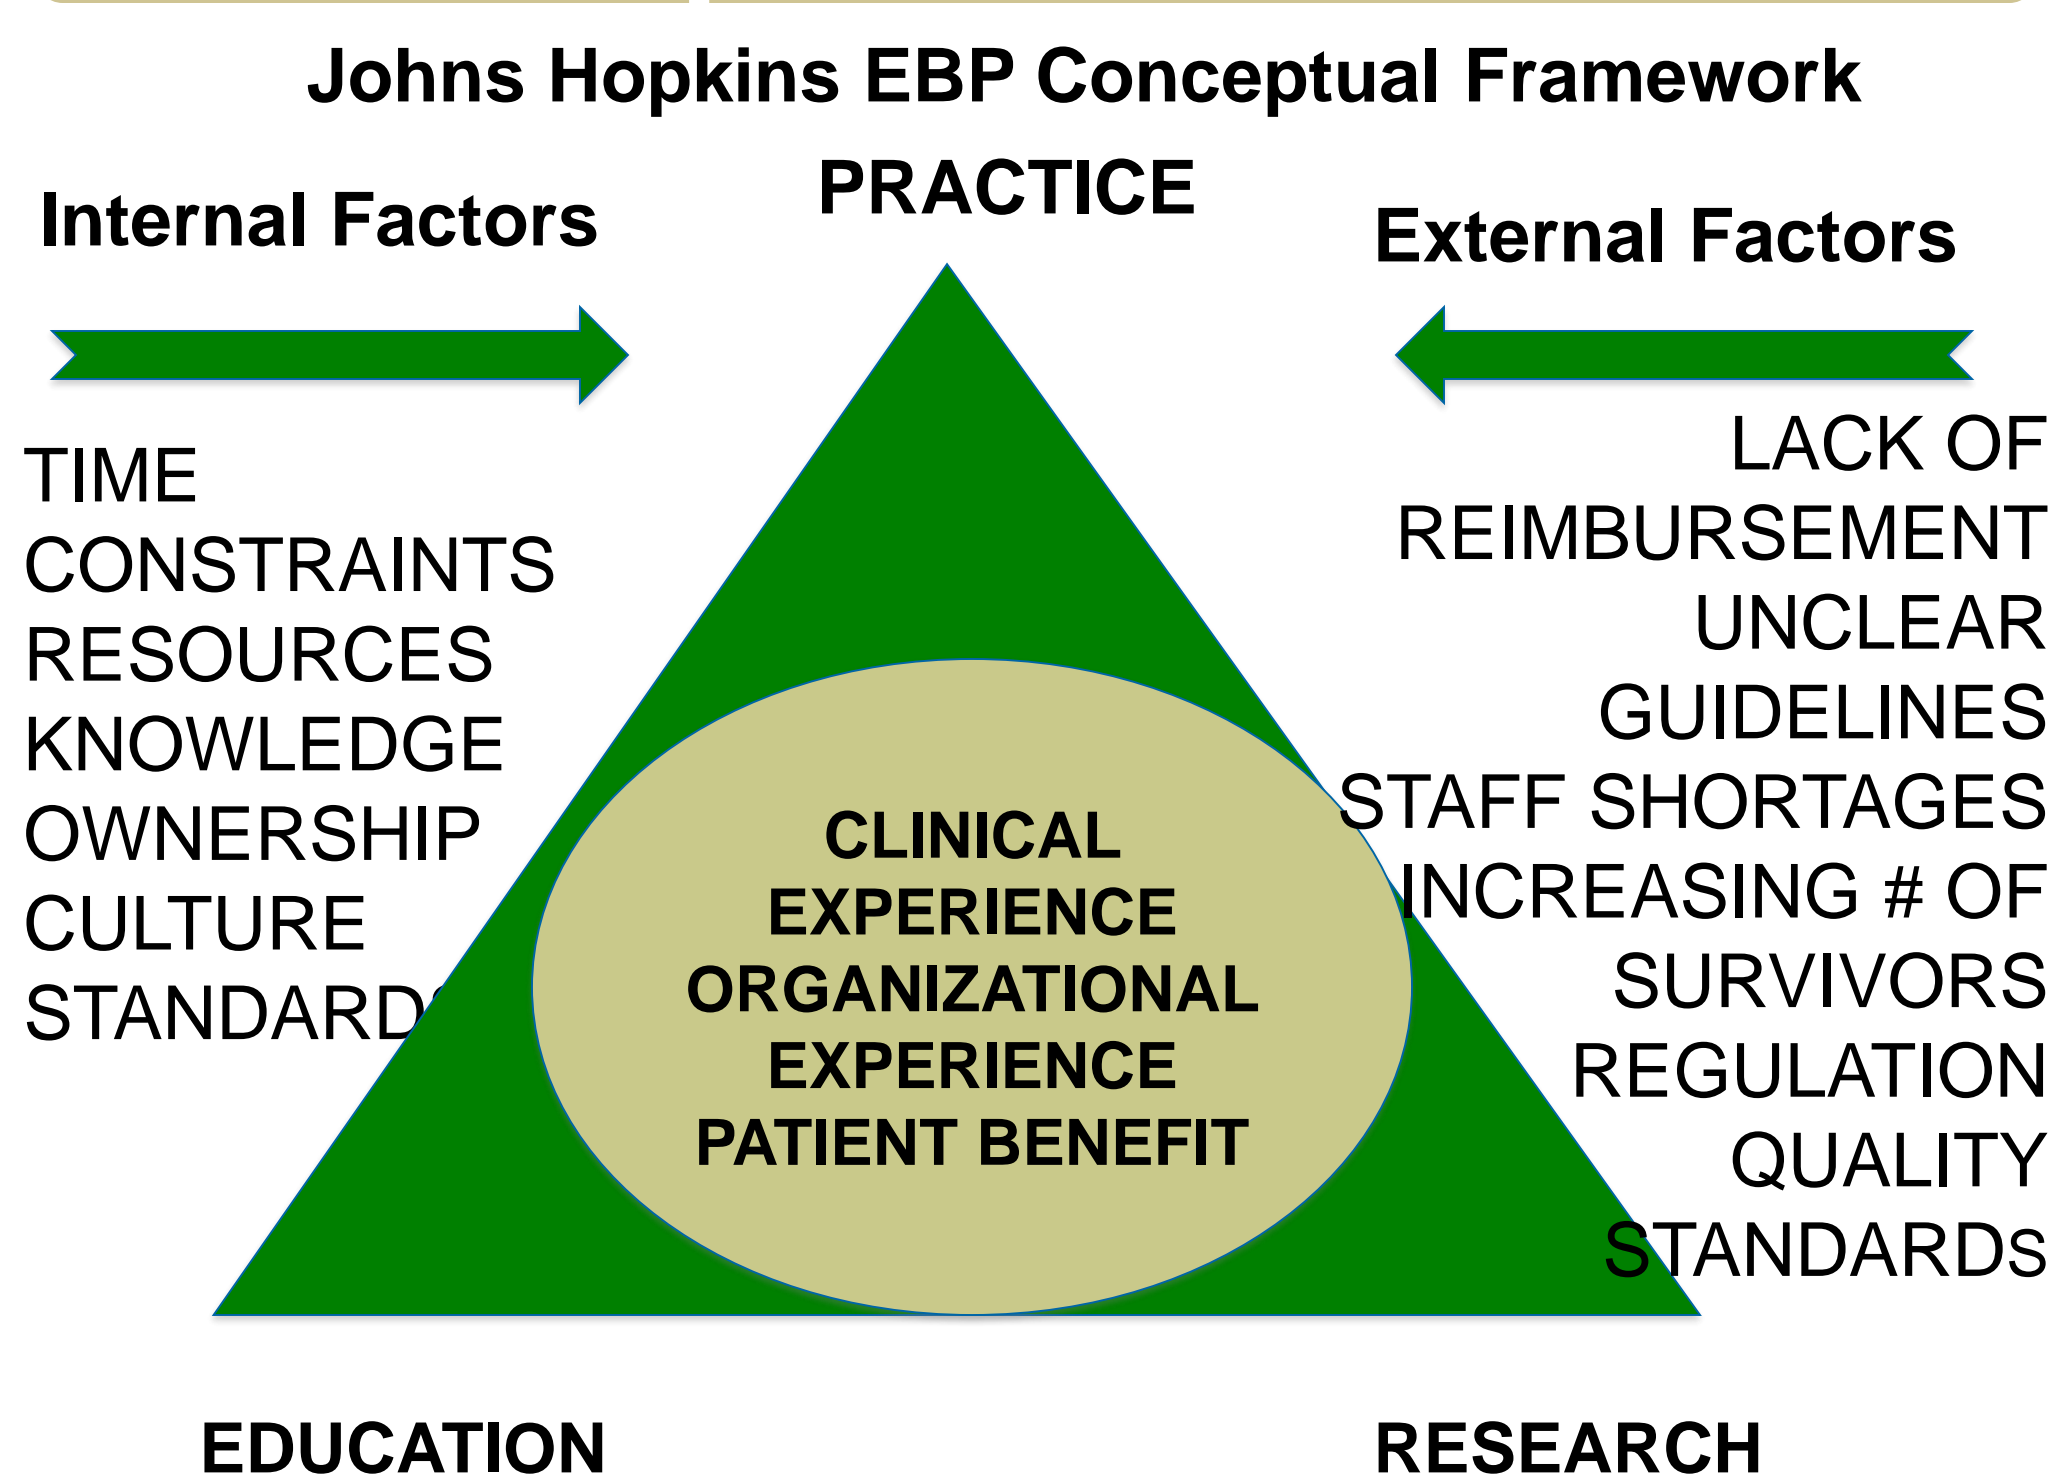 Johns Hopkins EBP Conceptual Framework
PRACTICE
Internal Factors
External Factors
TIME
CONSTRAINTS
RESOURCES
KNOWLEDGE
OWNERSHIP
CULTURE
STANDARDS
CLINICAL
EXPERIENCE
ORGANIZATIONAL
EXPERIENCE
PATIENT BENEFIT
LACK OF
REIMBURSEMENT
UNCLEAR
GUIDELINES
STAFF SHORTAGES
INCREASING # OF
SURVIVORS
REGULATION
QUALITY
STANDARDs
EDUCATION
RESEARCH